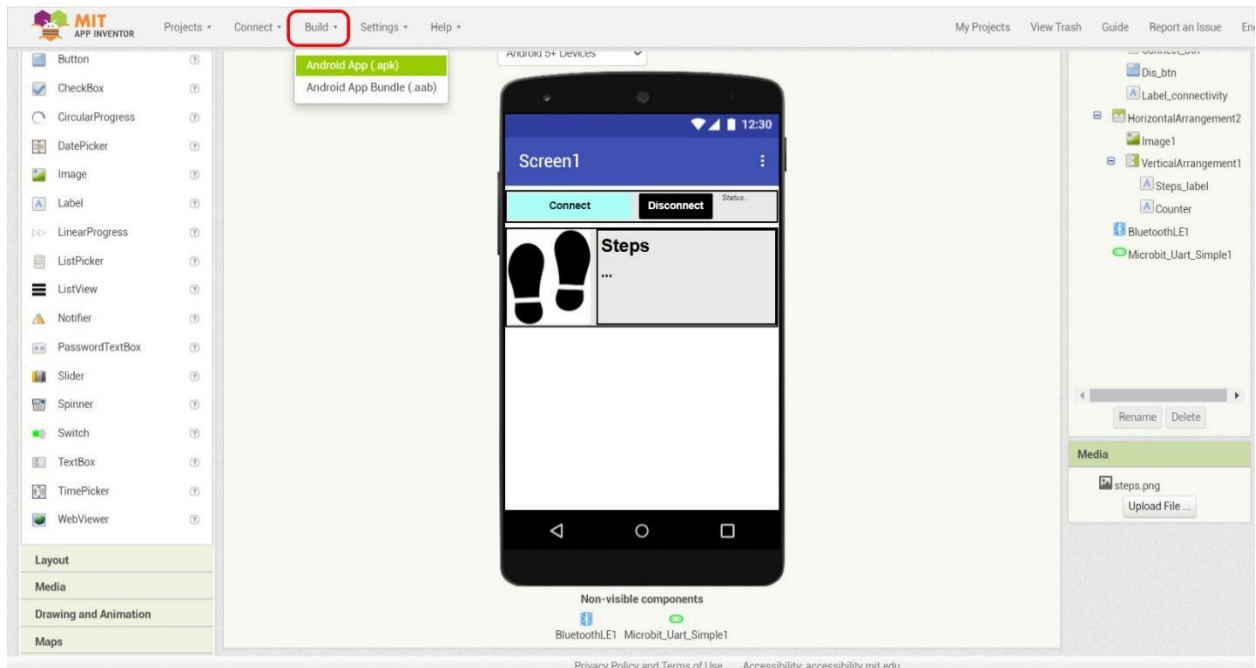 MIT
APP INVENTOR
Projects
Connect
Build
Settings
Help
My Projects
View Trash
Guide
Report an Issue
Android App (.apk)
Android App Bundle (.aab)
Button
CheckBox
CircularProgress
DatePicker
Image
Label
LinearProgress
ListPicker
ListView
Notifier
PasswordTextBox
Slider
Spinner
Switch
TextBox
TimePicker
WebViewer
Layout
Media
Drawing and Animation
Maps
Android 5+ Devices
12:30
Screen1
Connect
Disconnect
Status..
Steps
...
Non-visible components
BluetoothLE1
Microbit_Uart_Simple1
Dis_btn
Label_connectivity
HorizontalArrangement2
Image1
VerticalArrangement1
Steps_label
Counter
BluetoothLE1
Microbit_Uart_Simple1
Rename
Delete
Media
steps.png
Upload File ...
Privacy Policy and Terms of Use
Accessibility: accessibility.mit.edu